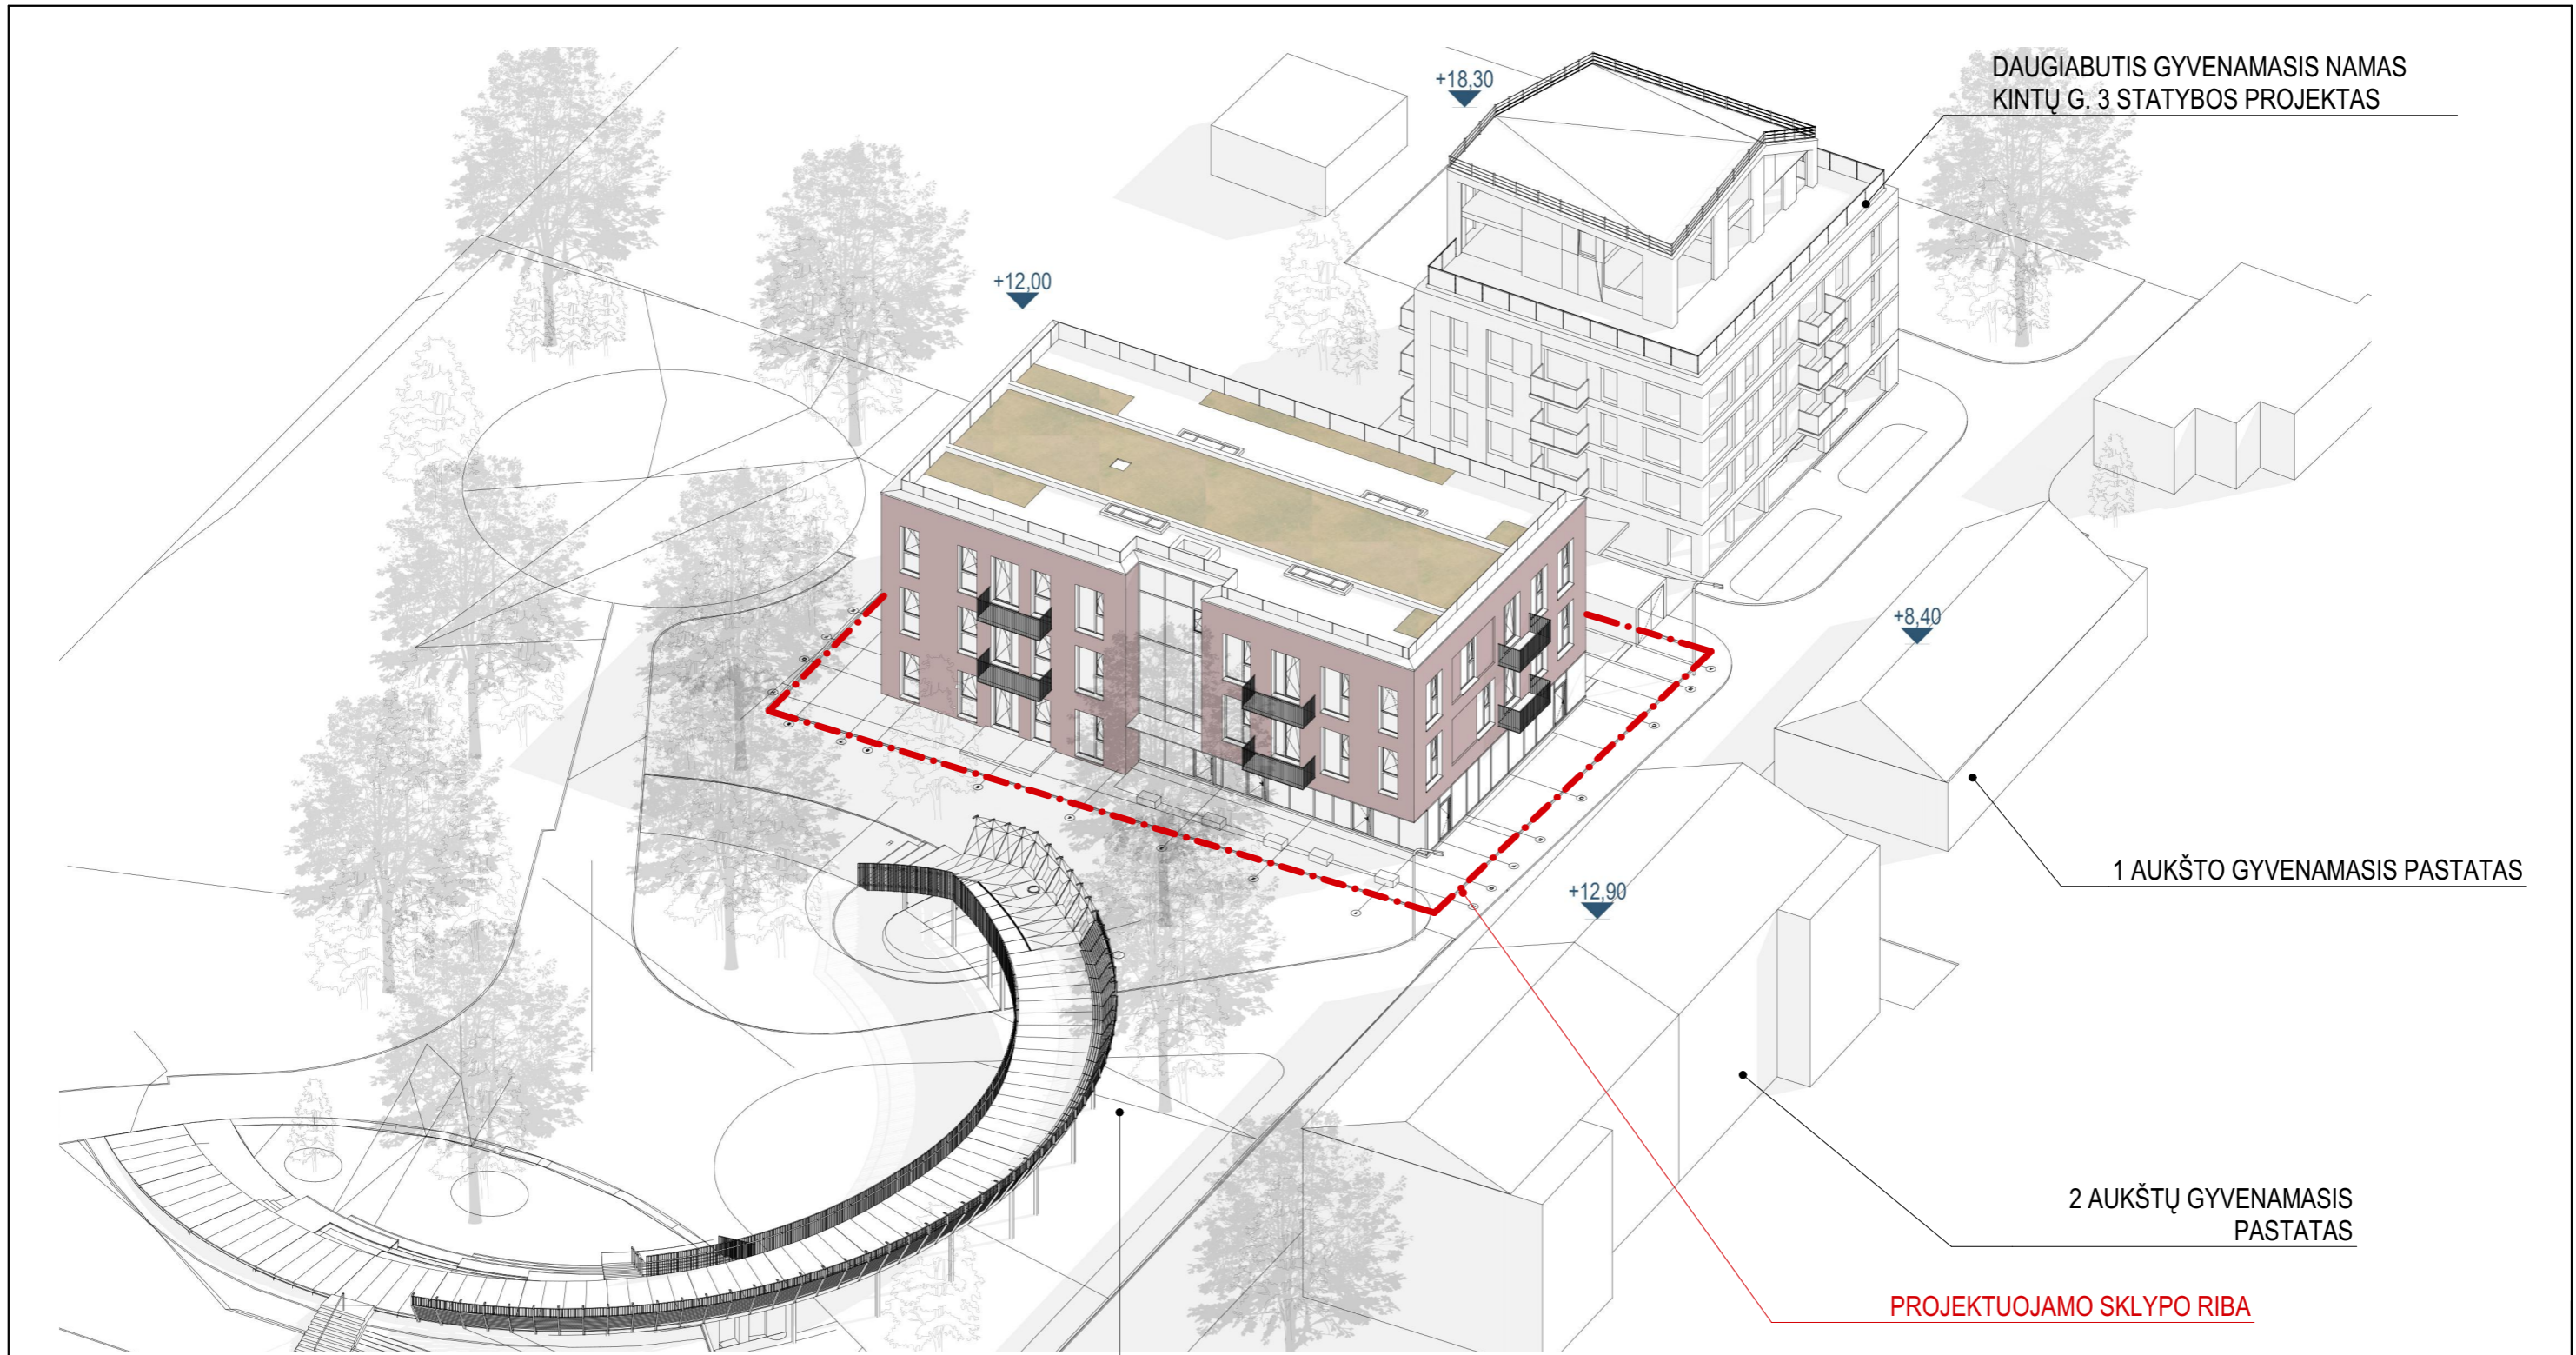 DAUGIABUTIS GYVENAMASIS NAMAS
KINTŲ G. 3 STATYBOS PROJEKTAS
+18,30
+12,00
+8,40
1 AUKŠTO GYVENAMASIS PASTATAS
+12,90
2 AUKŠTŲ GYVENAMASIS
PASTATAS
PROJEKTUOJAMO SKLYPO RIBA